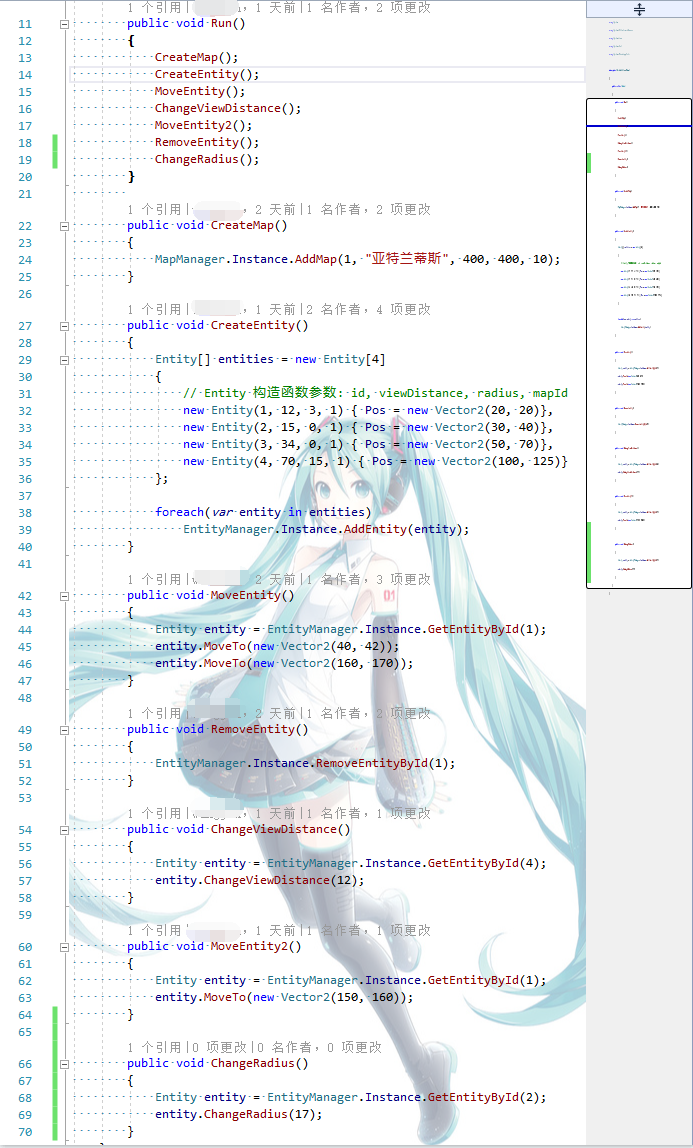 1 个引用| , 1 天前|1 名作者, 2 项更改
11 public void Run()
12 {
13 CreateMap();
14 CreateEntity();
15 MoveEntity();
16 ChangeViewDistance();
17 MoveEntity2();
18 RemoveEntity();
19 ChangeRadius();
20 }
21
1 个引用| , 2 天前|1 名作者, 2 项更改
22 public void CreateMap()
23 {
24 MapManager.Instance.AddMap(1, "亚特兰蒂斯", 400, 400, 10);
25 }
26
1 个引用| , 1 天前|2 名作者, 4 项更改
27 public void CreateEntity()
28 {
29 Entity[] entities = new Entity[4]
30 {
31 // Entity 构造函数参数: id, viewDistance, radius, mapId
32 new Entity(1, 12, 3, 1) { Pos = new Vector2(20, 20)},
33 new Entity(2, 15, 0, 1) { Pos = new Vector2(30, 40)},
34 new Entity(3, 34, 0, 1) { Pos = new Vector2(50, 70)},
35 new Entity(4, 70, 15, 1) { Pos = new Vector2(100, 125)}
36 };
37
38 foreach(var entity in entities)
39 EntityManager.Instance.AddEntity(entity);
40 }
41
1 个引用| 2 天前|1 名作者, 3 项更改
42 public void MoveEntity()
43 {
44 Entity entity = EntityManager.Instance.GetEntityById(1);
45 entity.MoveTo(new Vector2(40, 42));
46 entity.MoveTo(new Vector2(160, 170));
47 }
48
1 个引用| , 2 天前|1 名作者, 2 项更改
49 public void RemoveEntity()
50 {
51 EntityManager.Instance.RemoveEntityById(1);
52 }
53
1 个引用| , 1 天前|1 名作者, 1 项更改
54 public void ChangeViewDistance()
55 {
56 Entity entity = EntityManager.Instance.GetEntityById(4);
57 entity.ChangeViewDistance(12);
58 }
59
1 个引用| , 1 天前|1 名作者, 1 项更改
60 public void MoveEntity2()
61 {
62 Entity entity = EntityManager.Instance.GetEntityById(1);
63 entity.MoveTo(new Vector2(150, 160));
64 }
65
1 个引用|0 项更改|0 名作者, 0 项更改
66 public void ChangeRadius()
67 {
68 Entity entity = EntityManager.Instance.GetEntityById(2);
69 entity.ChangeRadius(17);
70 }
01